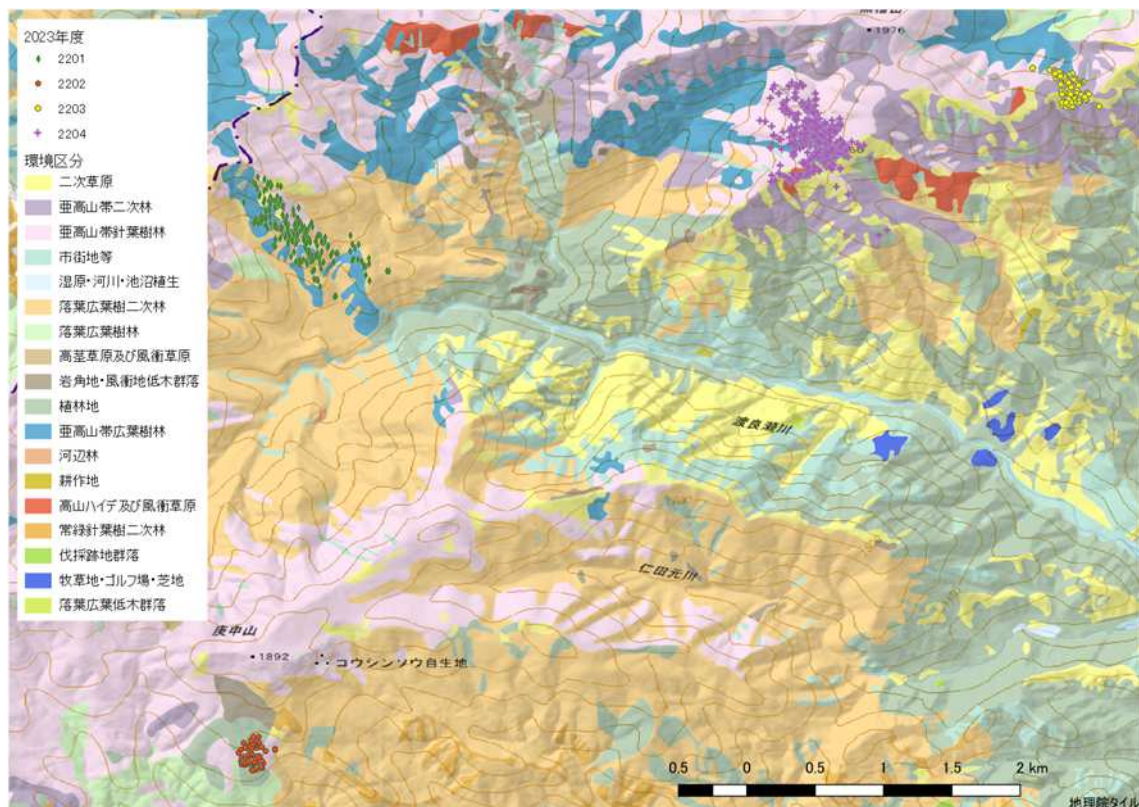 2023年度
2201
2202
2203
2204
環境区分
二次草原
亜高山帯二次林
亜高山帯針葉樹林
市街地等
湿原・河川・池沼植生
落葉広葉樹二次林
落葉広葉樹林
高茎草原及び風衝草原
岩角地・風衝地低木群落
植林地
亜高山帯広葉樹林
河辺林
耕作地
高山ハイデ及び風衝草原
常緑針葉樹二次林
伐採跡地群落
牧草地・ゴルフ場・芝地
落葉広葉低木群落
1976
渡良瀬川
仁田元川
庚申山
1892
コウシンソウ自生地
0.5 0 0.5 1 1.5 2 km
地理院タイル